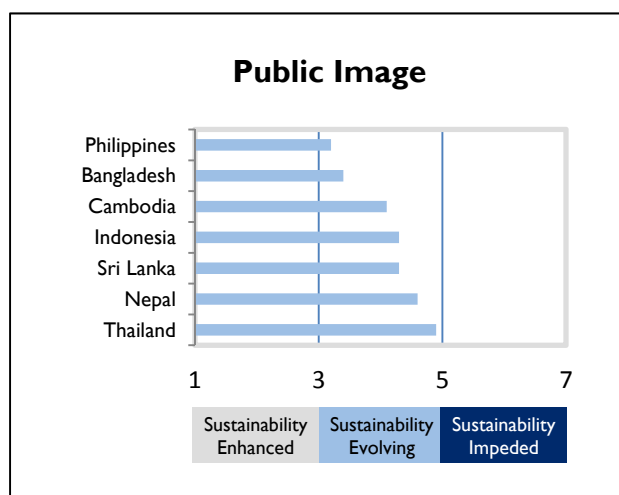 Public Image
Philippines
Bangladesh
Cambodia
Indonesia
Sri Lanka
Nepal
Thailand
1 3 5 7
Sustainability Enhanced
Sustainability Evolving
Sustainability Impeded